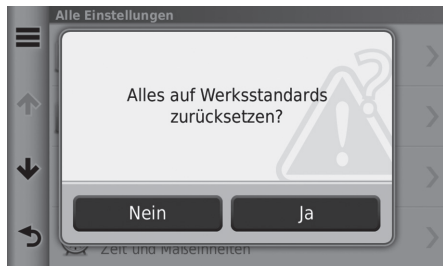 Alle Einstellungen
Alles auf Werksstandards
zurücksetzen?
Nein
Ja
Zeit und Maßeinheiten